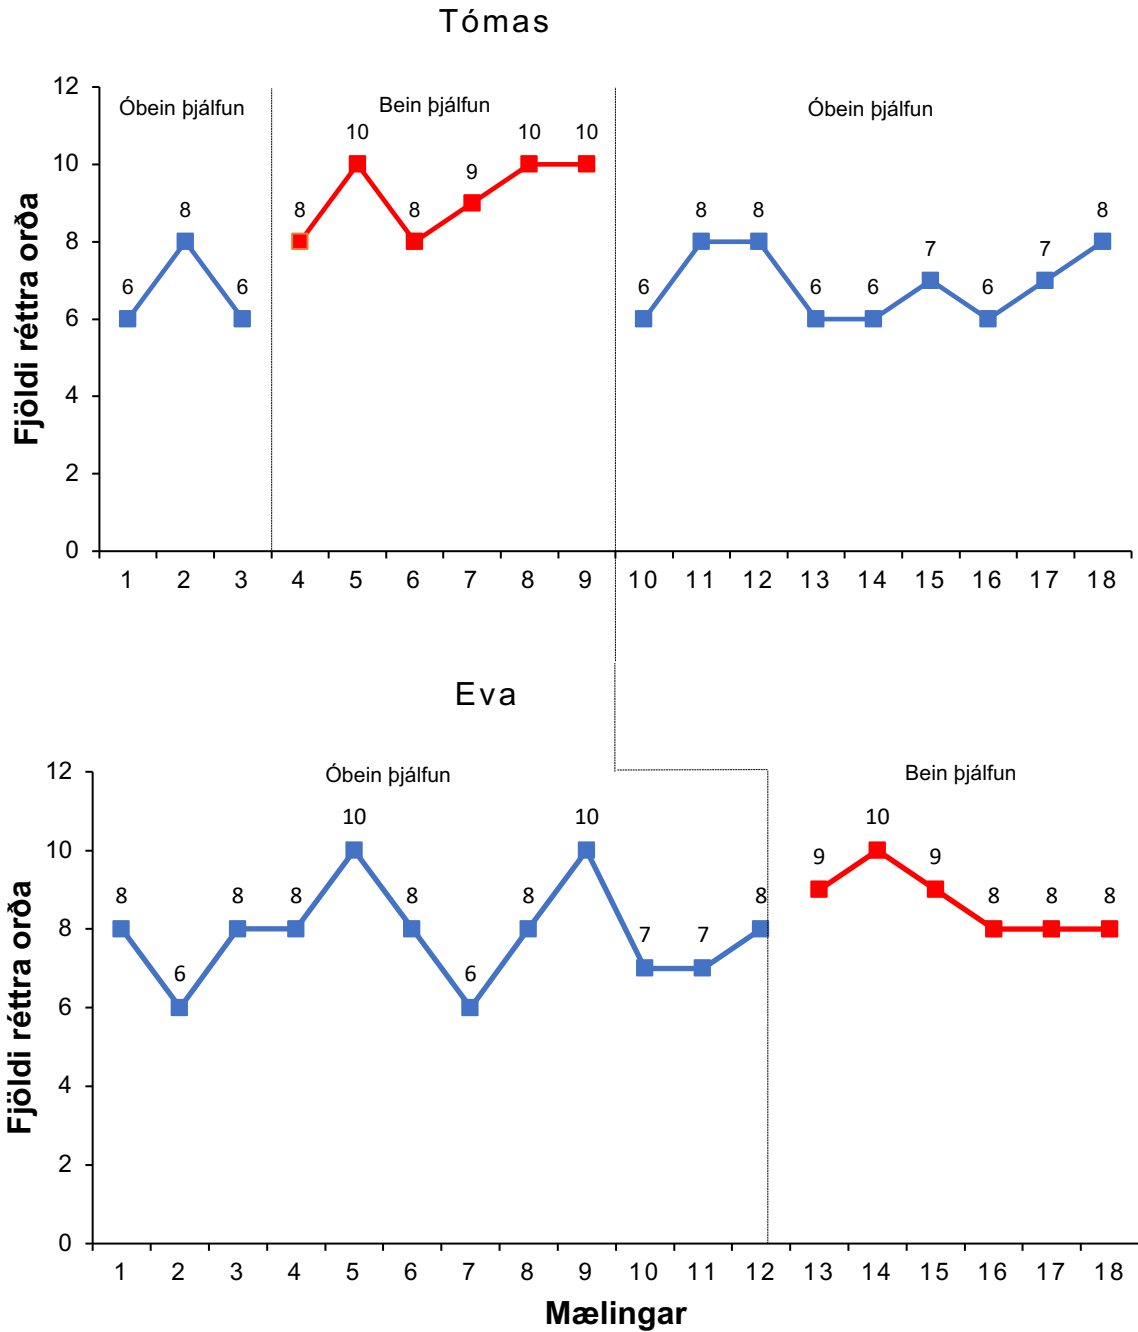 Tómas
Fjöldi réttra orða
12
10
8
6
4
2
0
Óbein þjálfun
Bein þjálfun
Óbein þjálfun
6 8 6 8 10 8 9 10 10 6 8 8 6 6 7 6 7 8
1 2 3 4 5 6 7 8 9 10 11 12 13 14 15 16 17 18
Eva
Fjöldi réttra orða
12
10
8
6
4
2
0
Óbein þjálfun
Bein þjálfun
8 6 8 8 10 8 6 8 10 7 7 8 9 10 9 8 8 8
1 2 3 4 5 6 7 8 9 10 11 12 13 14 15 16 17 18
Mælingar